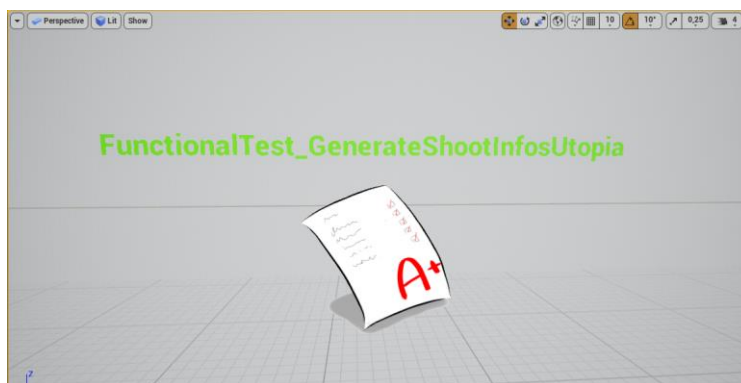 Perspective Lit Show 10 10° 0,25 4
FunctionalTest_GenerateShootInfosUtopia
A+
Z